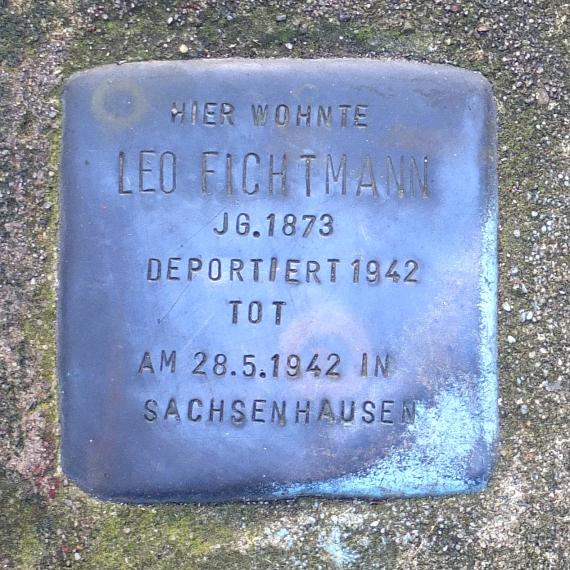 HIER WOHNTE
LEO FICHTMANN
JG.1873
DEPORTIERT 1942
TOT
AM 28.5.1942 IN
SACHSENHAUSEN